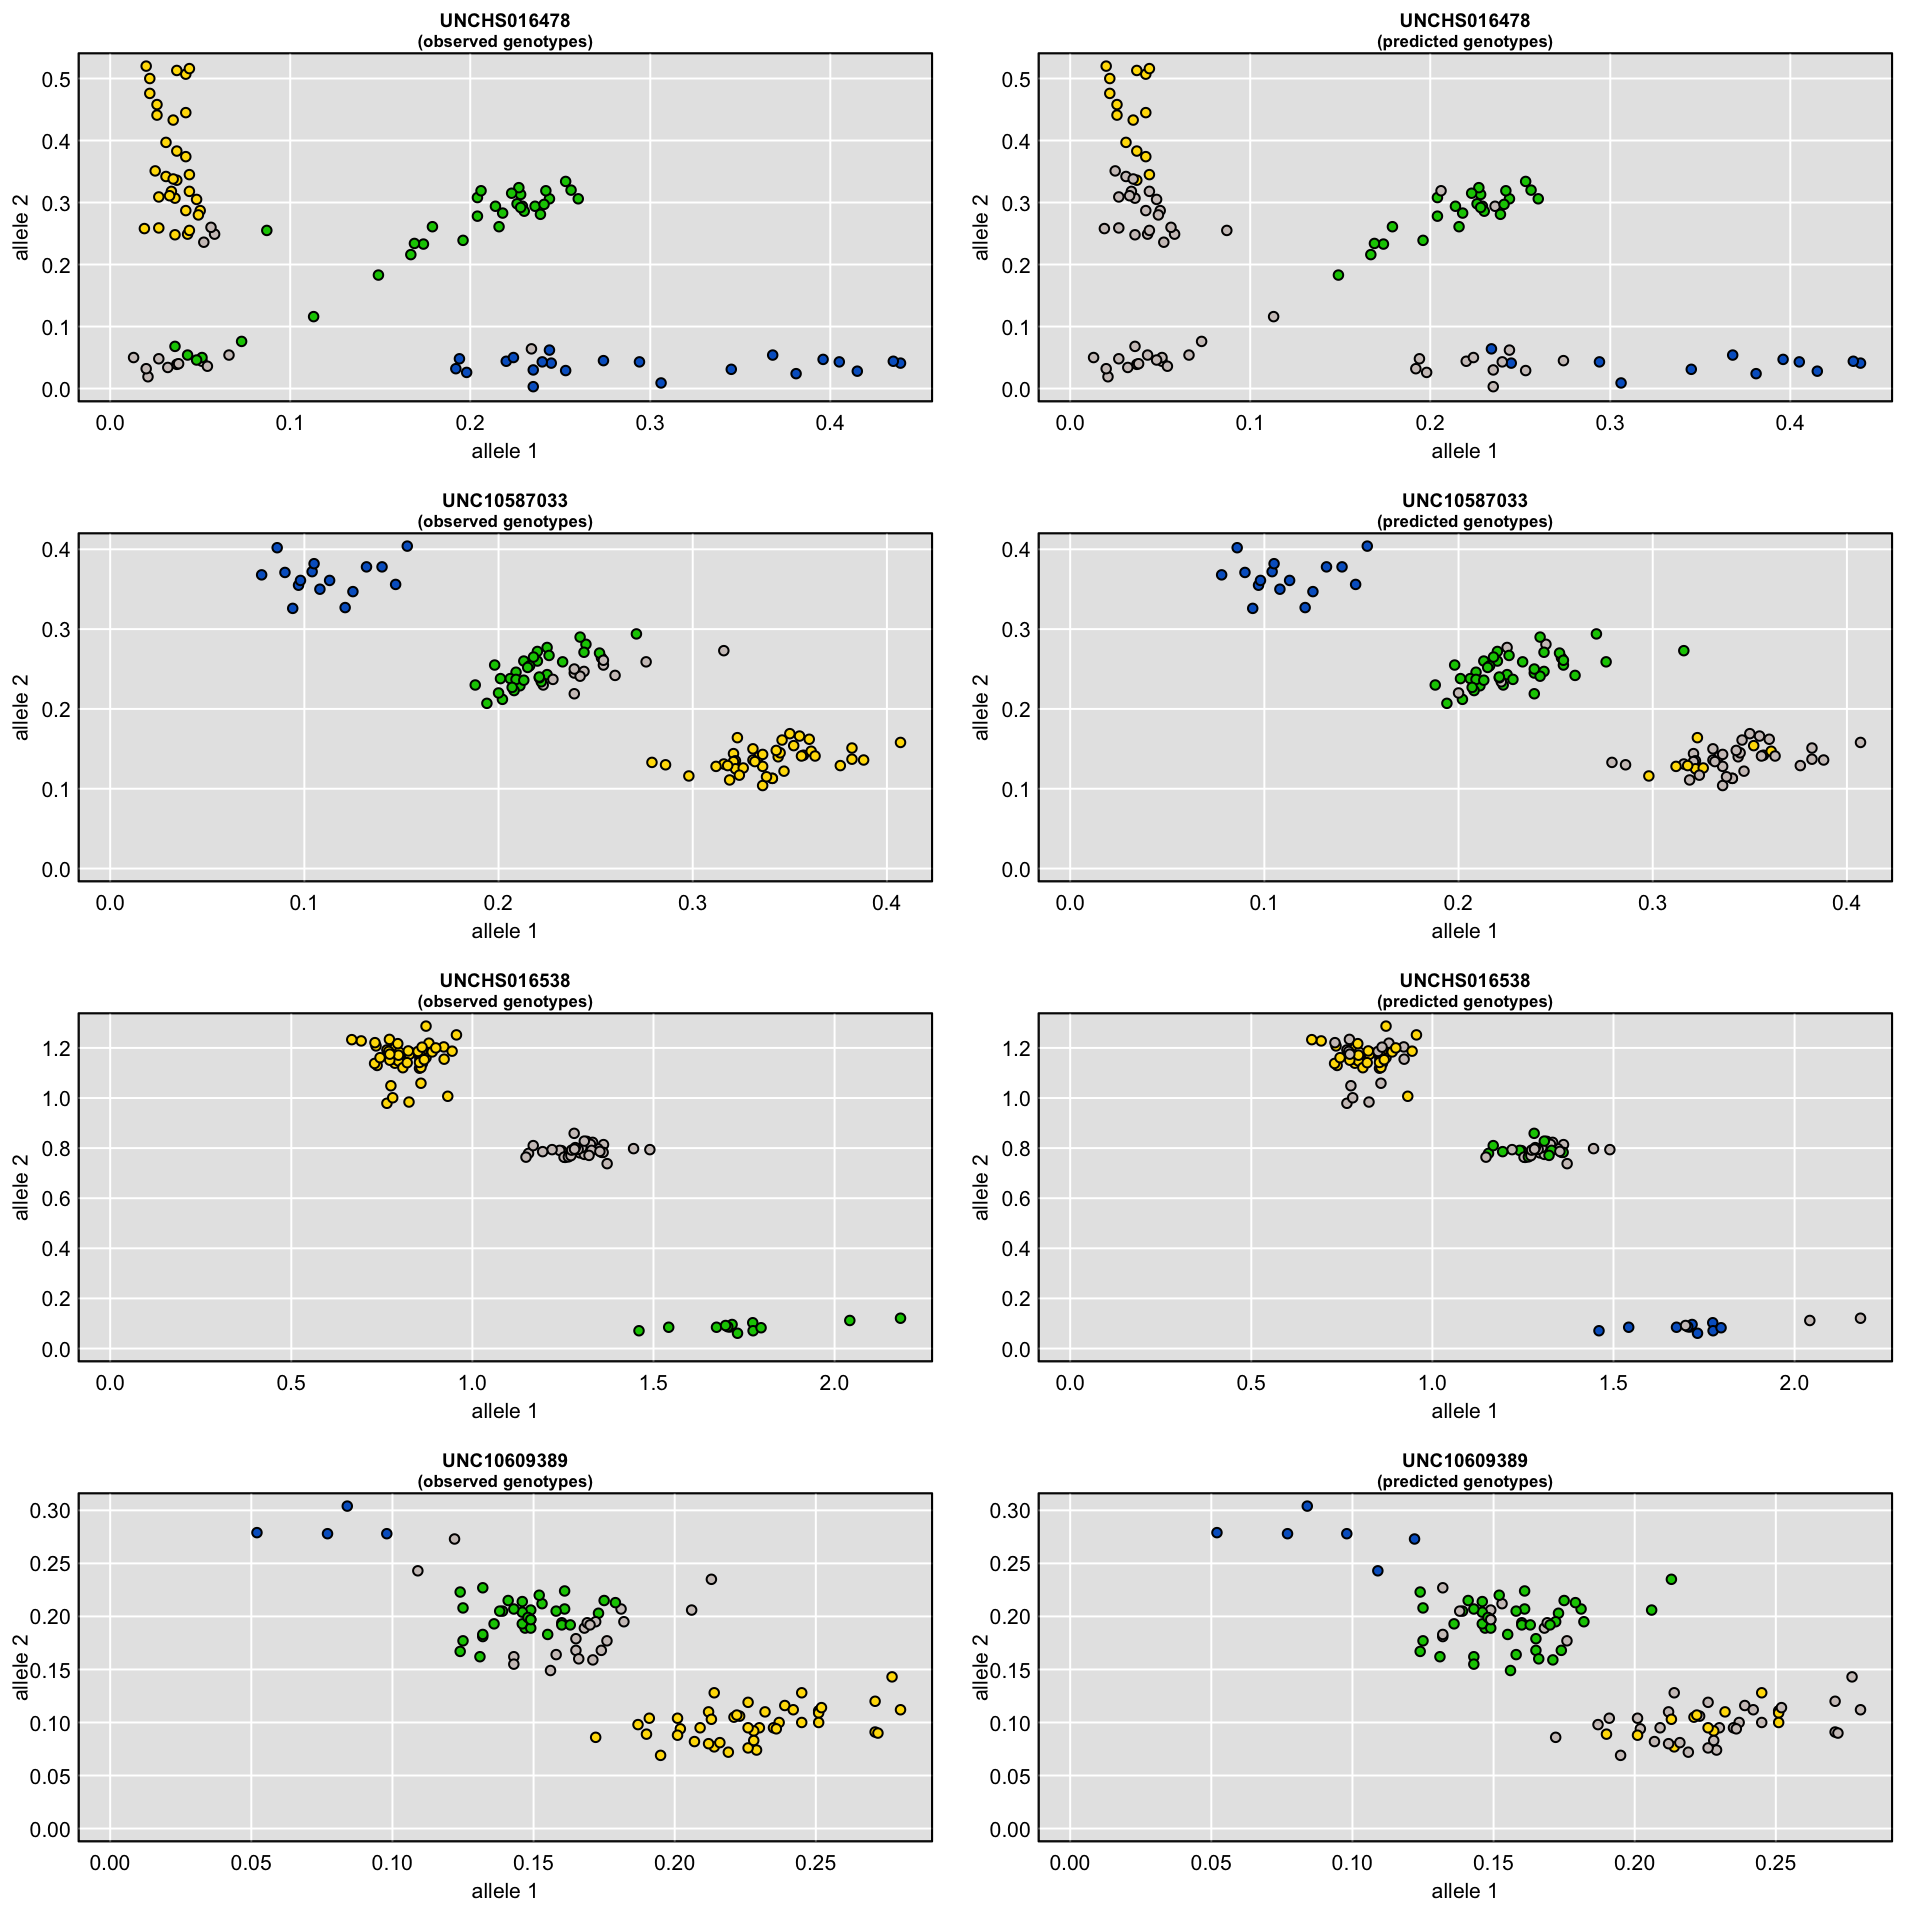 UNCHS016478
(observed genotypes)
allele 2
0.5
0.4
0.3
0.2
0.1
0.0
0.0 0.1 0.2 0.3 0.4
allele 1
UNCHS016478
(predicted genotypes)
allele 2
0.5
0.4
0.3
0.2
0.1
0.0
0.0 0.1 0.2 0.3 0.4
allele 1
UNC10587033
(observed genotypes)
allele 2
0.4
0.3
0.2
0.1
0.0
0.0 0.1 0.2 0.3 0.4
allele 1
UNC10587033
(predicted genotypes)
allele 2
0.4
0.3
0.2
0.1
0.0
0.0 0.1 0.2 0.3 0.4
allele 1
UNCHS016538
(observed genotypes)
allele 2
1.2
1.0
0.8
0.6
0.4
0.2
0.0
0.0 0.5 1.0 1.5 2.0
allele 1
UNCHS016538
(predicted genotypes)
allele 2
1.2
1.0
0.8
0.6
0.4
0.2
0.0
0.0 0.5 1.0 1.5 2.0
allele 1
UNC10609389
(observed genotypes)
allele 2
0.30
0.25
0.20
0.15
0.10
0.05
0.00
0.00 0.05 0.10 0.15 0.20 0.25
allele 1
UNC10609389
(predicted genotypes)
allele 2
0.30
0.25
0.20
0.15
0.10
0.05
0.00
0.00 0.05 0.10 0.15 0.20 0.25
allele 1